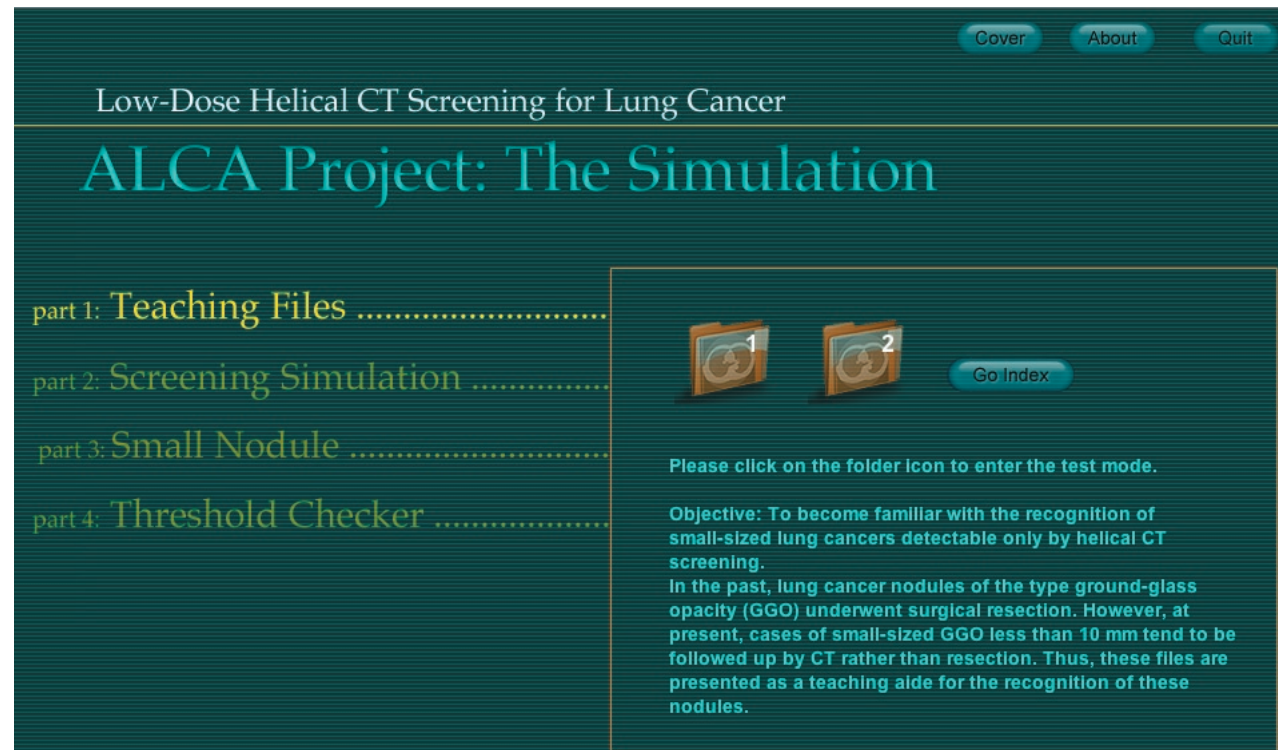 Cover About Quit
Low-Dose Helical CT Screening for Lung Cancer
ALCA Project: The Simulation
part 1: Teaching Files ..........................
part 2: Screening Simulation ...............
part 3: Small Nodule ............................
part 4: Threshold Checker ...................
1 2
Go Index
Please click on the folder icon to enter the test mode.
Objective: To become familiar with the recognition of
small-sized lung cancers detectable only by helical CT
screening.
In the past, lung cancer nodules of the type ground-glass
opacity (GGO) underwent surgical resection. However, at
present, cases of small-sized GGO less than 10 mm tend to be
followed up by CT rather than resection. Thus, these files are
presented as a teaching aide for the recognition of these
nodules.